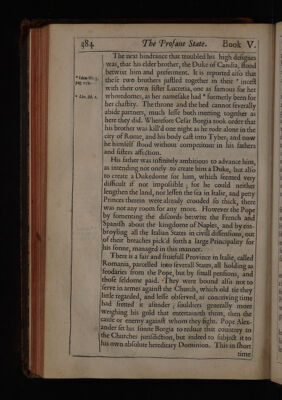 384 The Profane State. Book V.
The next hindrance that troubled his high designes
was, that his elder brother, the Duke of Candia, stood
betwixt him and preferment. It is reported also that
these two brothers justled together in their * incest
with their own sister Lucretia, one as famous for her
whoredomes, as her namesake had * formerly been for
her chastity. The throne and the bed cannot severally
abide partners, much lesse both meeting together as
here they did. Wherefore Cesar Borgia took order that
his brother was kill'd one night as he rode alone in the
city of Rome, and his body cast into Tyber, and now
he himself stood without competitour in his fathers
and sisters affection.
His father was infinitely ambitious to advance him,
as intending not onely to create him a Duke, but also
to create a Dukedome for him, which seemed very
difficult if not impossible; for he could neither
lengthen the land, nor lessen the sea in Italie, and petty
Princes therein were already crouded so thick, there
was not any room for any more. However the Pope
by fomenting the discords betwixt the French and
Spanish about the kingdome of Naples, and by em-
broyling all the Italian States in civil dissensions, out
of their breaches pick'd forth a large Principality for
his sonne, managed in this manner.
There is a fair and fruitfull Province in Italie, called
Romania, parcelled into severall States, all holding as
feodaries from the Pope, but by small pensions, and
those seldome paid. They were bound also not to
serve in armes against the Church, which old tie they
little regarded, and lesse observed, as conceiving time
had fretted it asunder, souldiers generally more
weighing his gold that entertaineth them, then the
cause or enemy against whom they fight. Pope Alex-
ander set his sonne Borgia to reduce that countrey to
the Churches jurisdiction, but indeed to subject it to
his own absolute hereditary Dominion. This in short
time